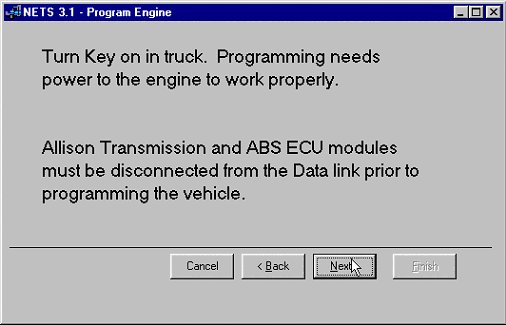 NETS 3.1 - Program Engine
Turn Key on in truck. Programming needs
power to the engine to work properly.
Allison Transmission and ABS ECU modules
must be disconnected from the Data link prior to
programming the vehicle.
Cancel
< Back
Next
Finish